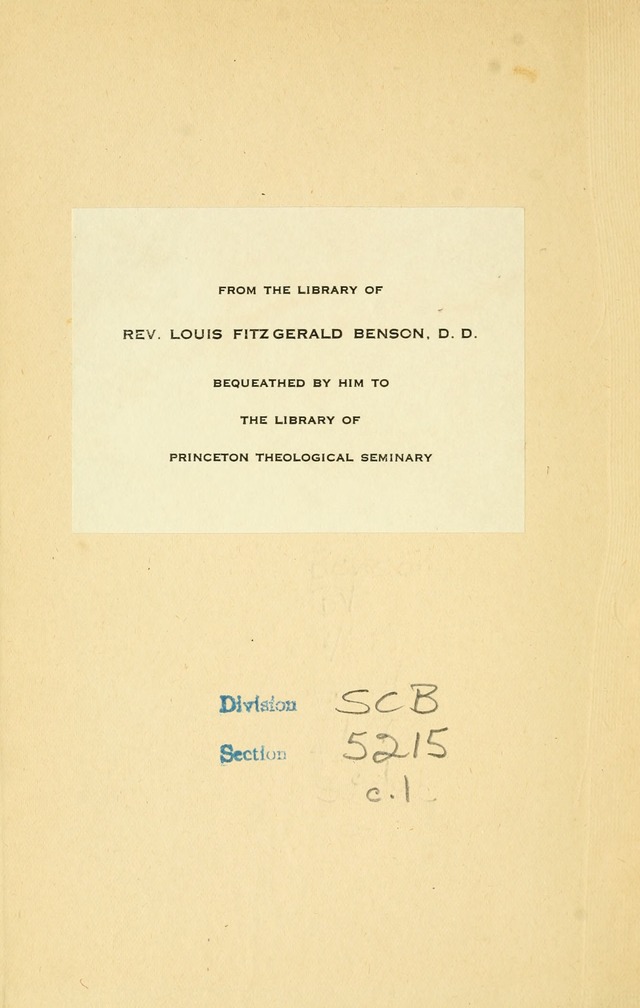 FROM THE LIBRARY OF
REV. LOUIS FITZGERALD BENSON, D. D.
BEQUEATHED BY HIM TO
THE LIBRARY OF
PRINCETON THEOLOGICAL SEMINARY
Division SCB
Section 5215
c.1